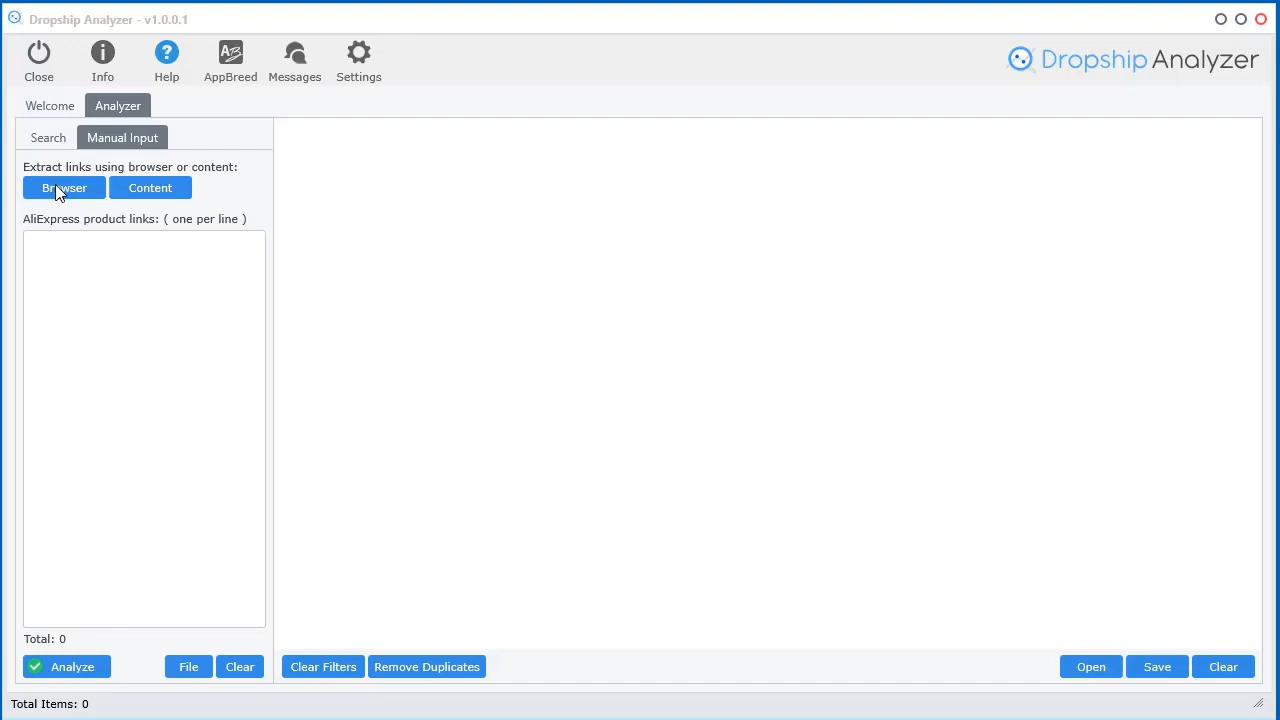 Dropship Analyzer - v1.0.0.1
Close Info Help AppBreed Messages Settings
Dropship Analyzer
Welcome Analyzer
Search Manual Input
Extract links using browser or content:
Browser Content
AliExpress product links: ( one per line )
Total: 0
Analyze File Clear Clear Filters Remove Duplicates Open Save Clear
Total Items: 0